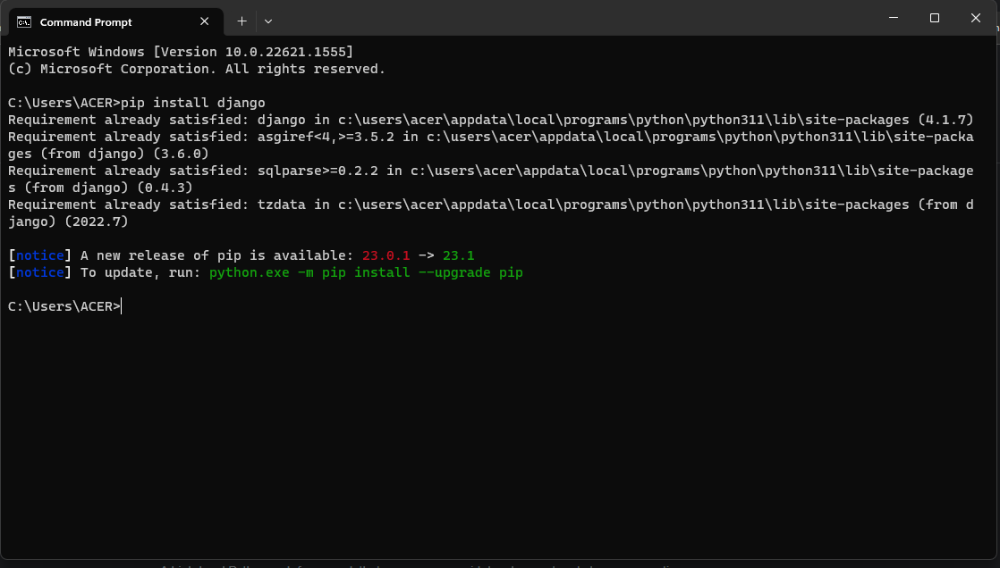 Command Prompt
Microsoft Windows [Version 10.0.22621.1555]
(c) Microsoft Corporation. All rights reserved.
C:\Users\ACER>pip install django
Requirement already satisfied: django in c:\users\acer\appdata\local\programs\python\python311\lib\site-packages (4.1.7)
Requirement already satisfied: asgiref<4,>=3.5.2 in c:\users\acer\appdata\local\programs\python\python311\lib\site-packa
ges (from django) (3.6.0)
Requirement already satisfied: sqlparse>=0.2.2 in c:\users\acer\appdata\local\programs\python\python311\lib\site-package
s (from django) (0.4.3)
Requirement already satisfied: tzdata in c:\users\acer\appdata\local\programs\python\python311\lib\site-packages (from d
jango) (2022.7)
[notice] A new release of pip is available: 23.0.1 -> 23.1
[notice] To update, run: python.exe -m pip install --upgrade pip
C:\Users\ACER>